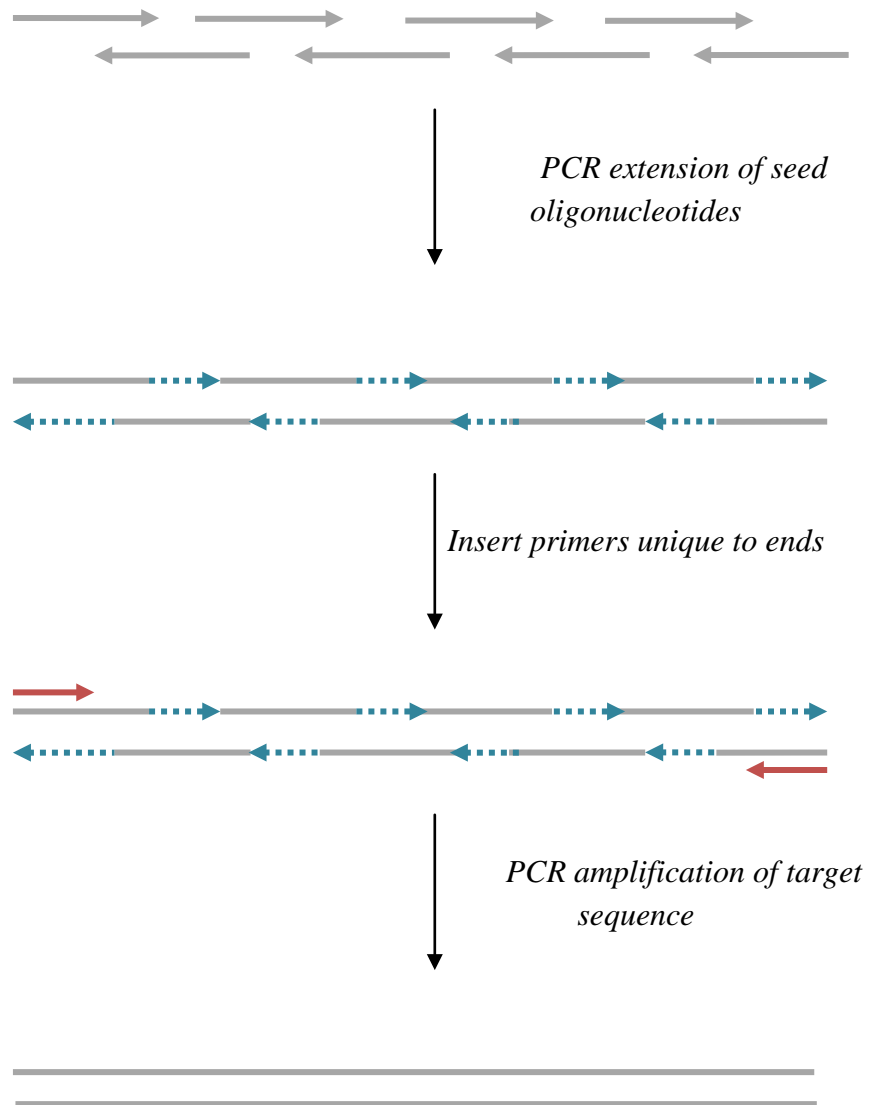 PCR extension of seed
oligonucleotides
Insert primers unique to ends
PCR amplification of target
sequence